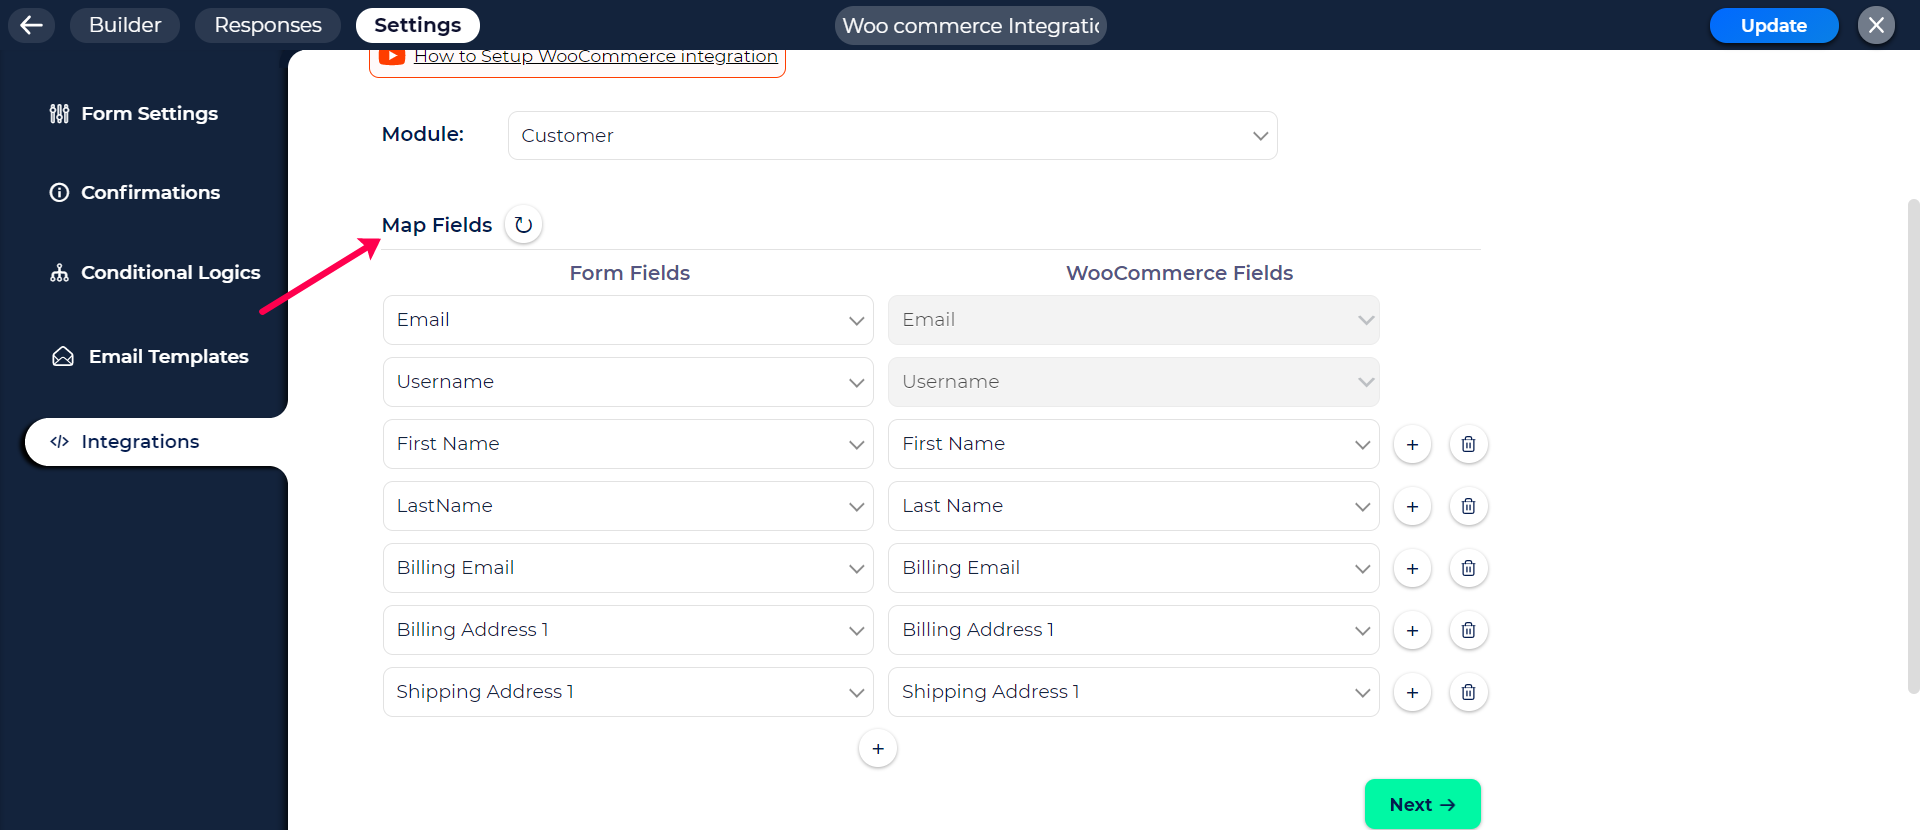 Builder Responses Settings Woo commerce Integratic Update
How to Setup WooCommerce integration
Form Settings
Module: Customer
Confirmations
Map Fields
Conditional Logics
Form Fields WooCommerce Fields
Email Email
Email Templates
Username Username
Integrations
First Name First Name
LastName Last Name
Billing Email Billing Email
Billing Address 1 Billing Address 1
Shipping Address 1 Shipping Address 1
Next →